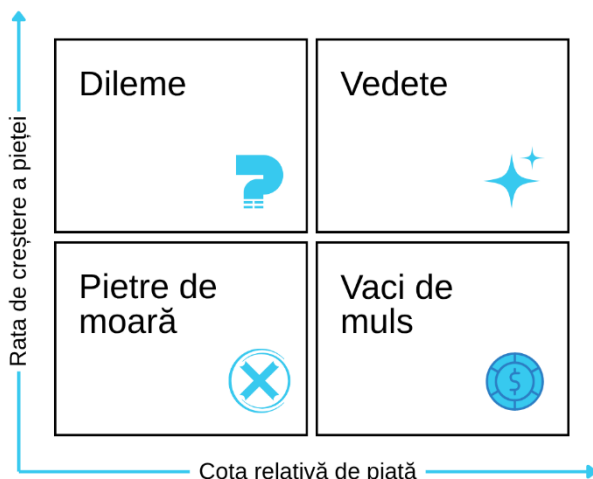 Dileme
Vedete
Pietre de
moară
Vaci de
muls
Rata de creștere a pieței
Cota relativă de piață
$